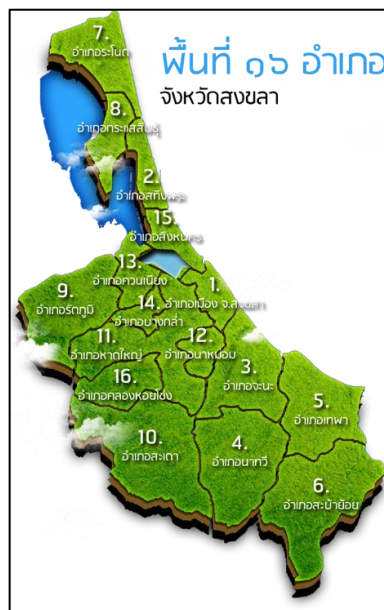 พื้นที่ ๑๖ อำเภอ
จังหวัดสงขลา
7.
อำเภอระโนด
8.
อำเภอกระแสสินธุ์
2.
อำเภอสทิงพระ
15.
อำเภอสิงหนคร
13.
อำเภอควนเนียง
1.
อำเภอเมือง จ.สงขลา
9.
อำเภอรัตภูมิ
14.
อำเภอบางกล่ำ
11.
อำเภอหาดใหญ่
12.
อำเภอนาหม่อม
3.
อำเภอจะนะ
16.
อำเภอคลองหอยโข่ง
5.
อำเภอเทพา
10.
อำเภอสะเดา
4.
อำเภอนาทวี
6.
อำเภอสะบ้าย้อย